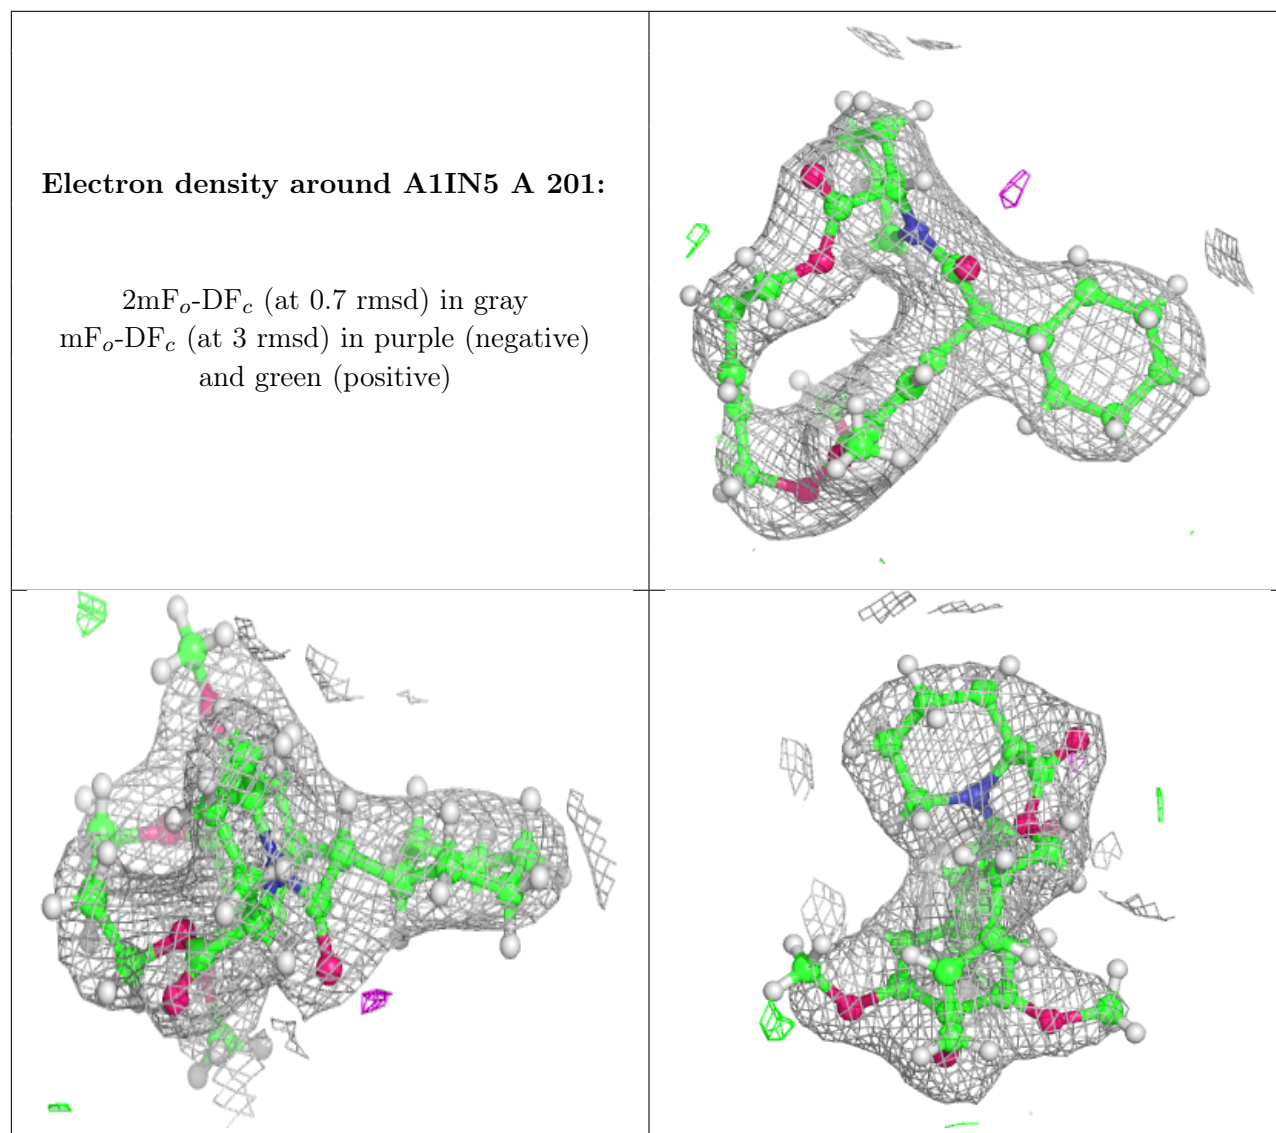 Electron density around A1IN5 A 201:
2mFo-DFc (at 0.7 rmsd) in gray
mFo-DFc (at 3 rmsd) in purple (negative)
and green (positive)